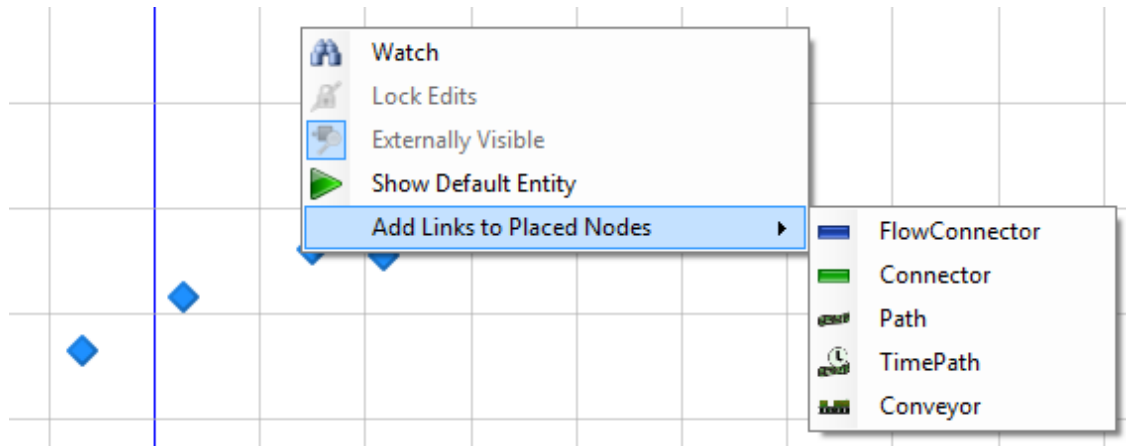 Watch
Lock Edits
Externally Visible
Show Default Entity
Add Links to Placed Nodes
FlowConnector
Connector
Path
TimePath
Conveyor